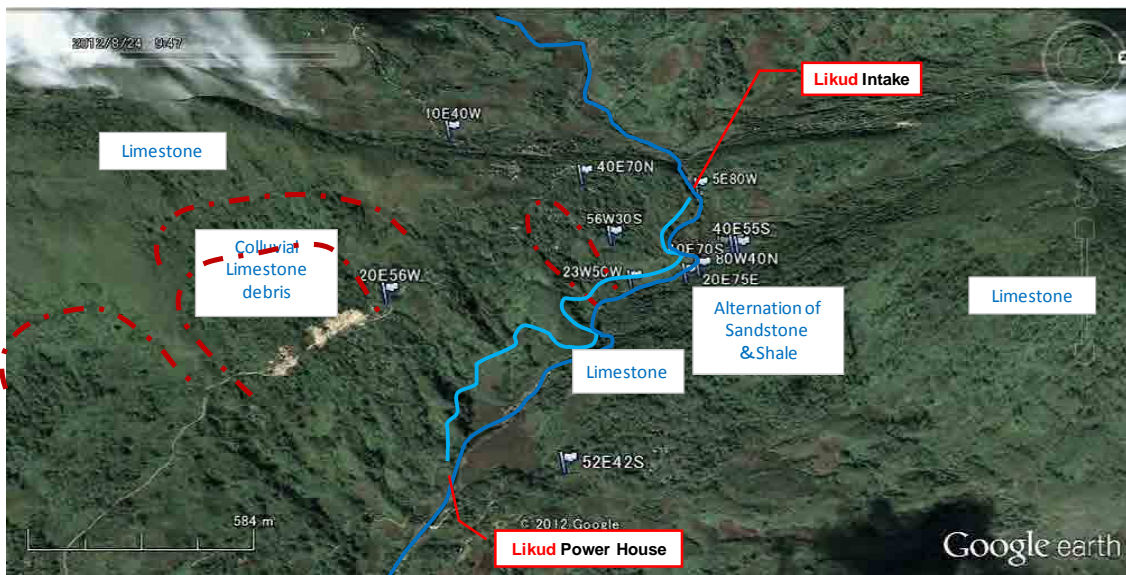 2012/8/24 9:47
Likud Intake
10E40W
Limestone
40E70N
5E80W
56W30S
40E55S
Colluvial
Limestone
debris
20E56W
23W50W
80W40N
20E75E
Limestone
Alternation of
Sandstone
&Shale
Limestone
52E42S
584 m
© 2012 Google
Likud Power House
Google earth